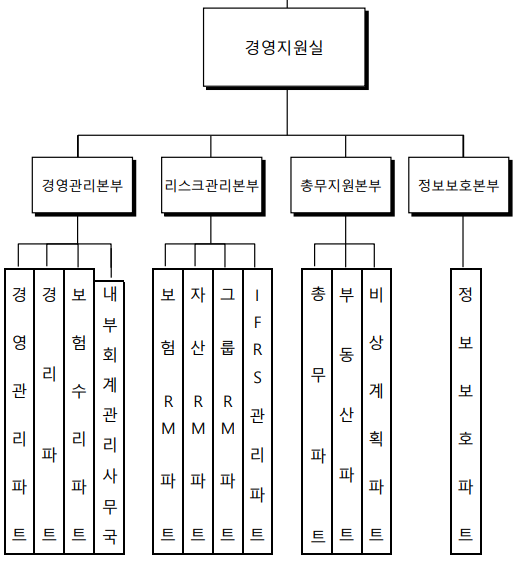 경영지원실
경영관리본부
리스크관리본부
총무지원본부
정보보호본부
경영관리파트
경리파트
보험수리파트
내부회계관리사무국
보험RM파트
자산RM파트
그룹RM파트
IFRS관리파트
총무파트
부동산파트
비상계획파트
정보보호파트